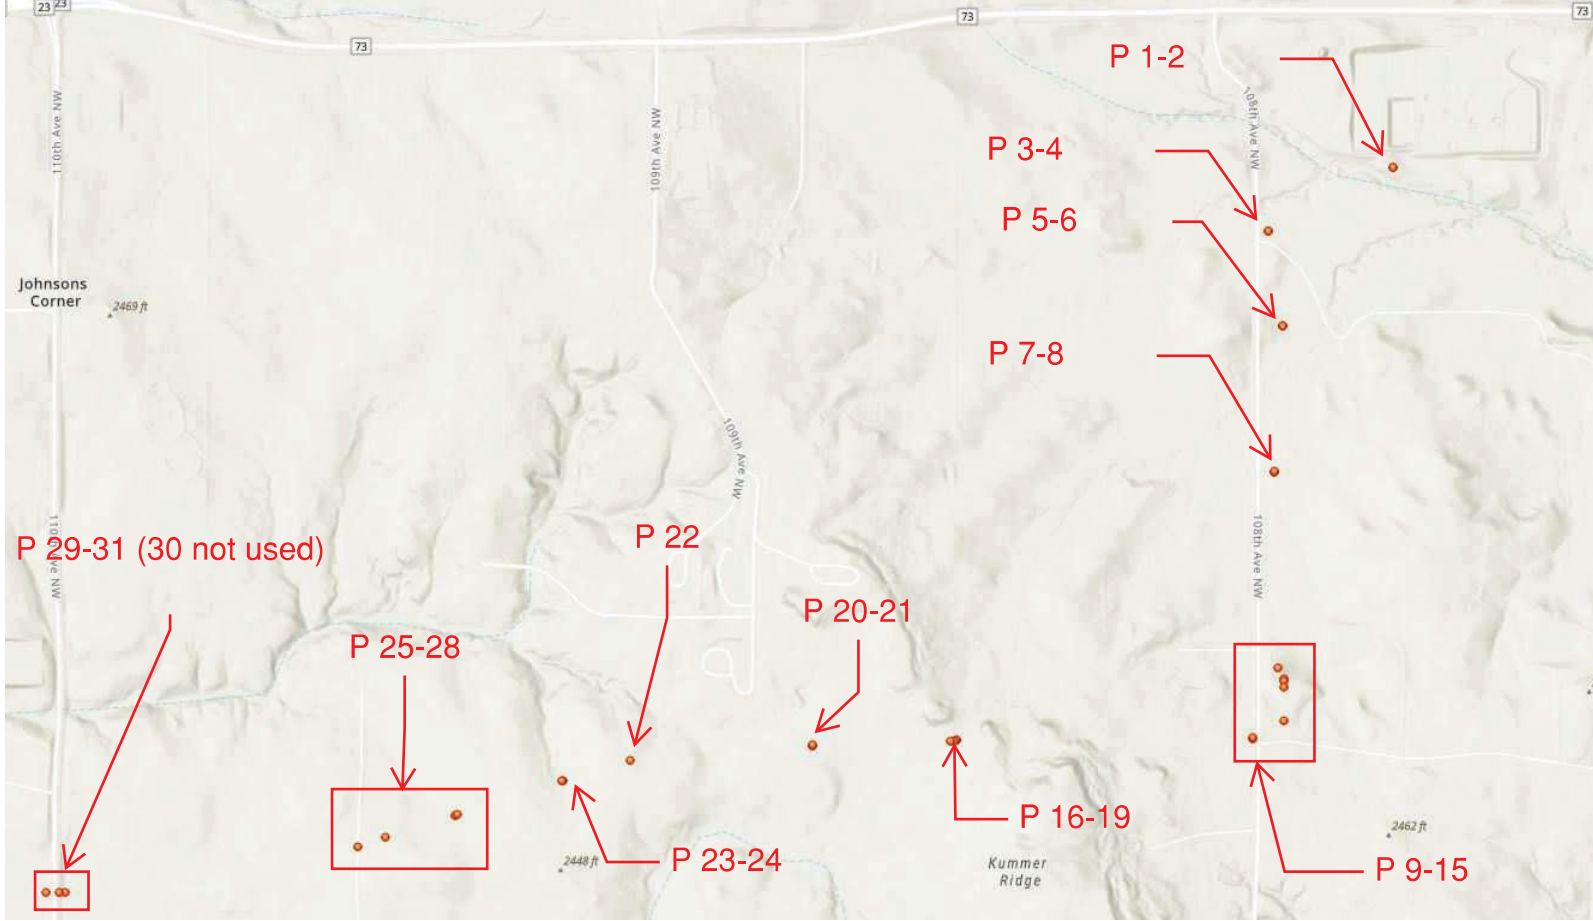 23
23
73
73
73
P 1-2
110th Ave NW
109th Ave NW
108th Ave NW
P 3-4
P 5-6
Johnsons
Corner
2469 ft
P 7-8
109th Ave NW
110th Ave NW
108th Ave NW
P 29-31 (30 not used)
P 22
P 20-21
P 25-28
P 16-19
2462 ft
2448 ft
P 23-24
Kummer
Ridge
P 9-15